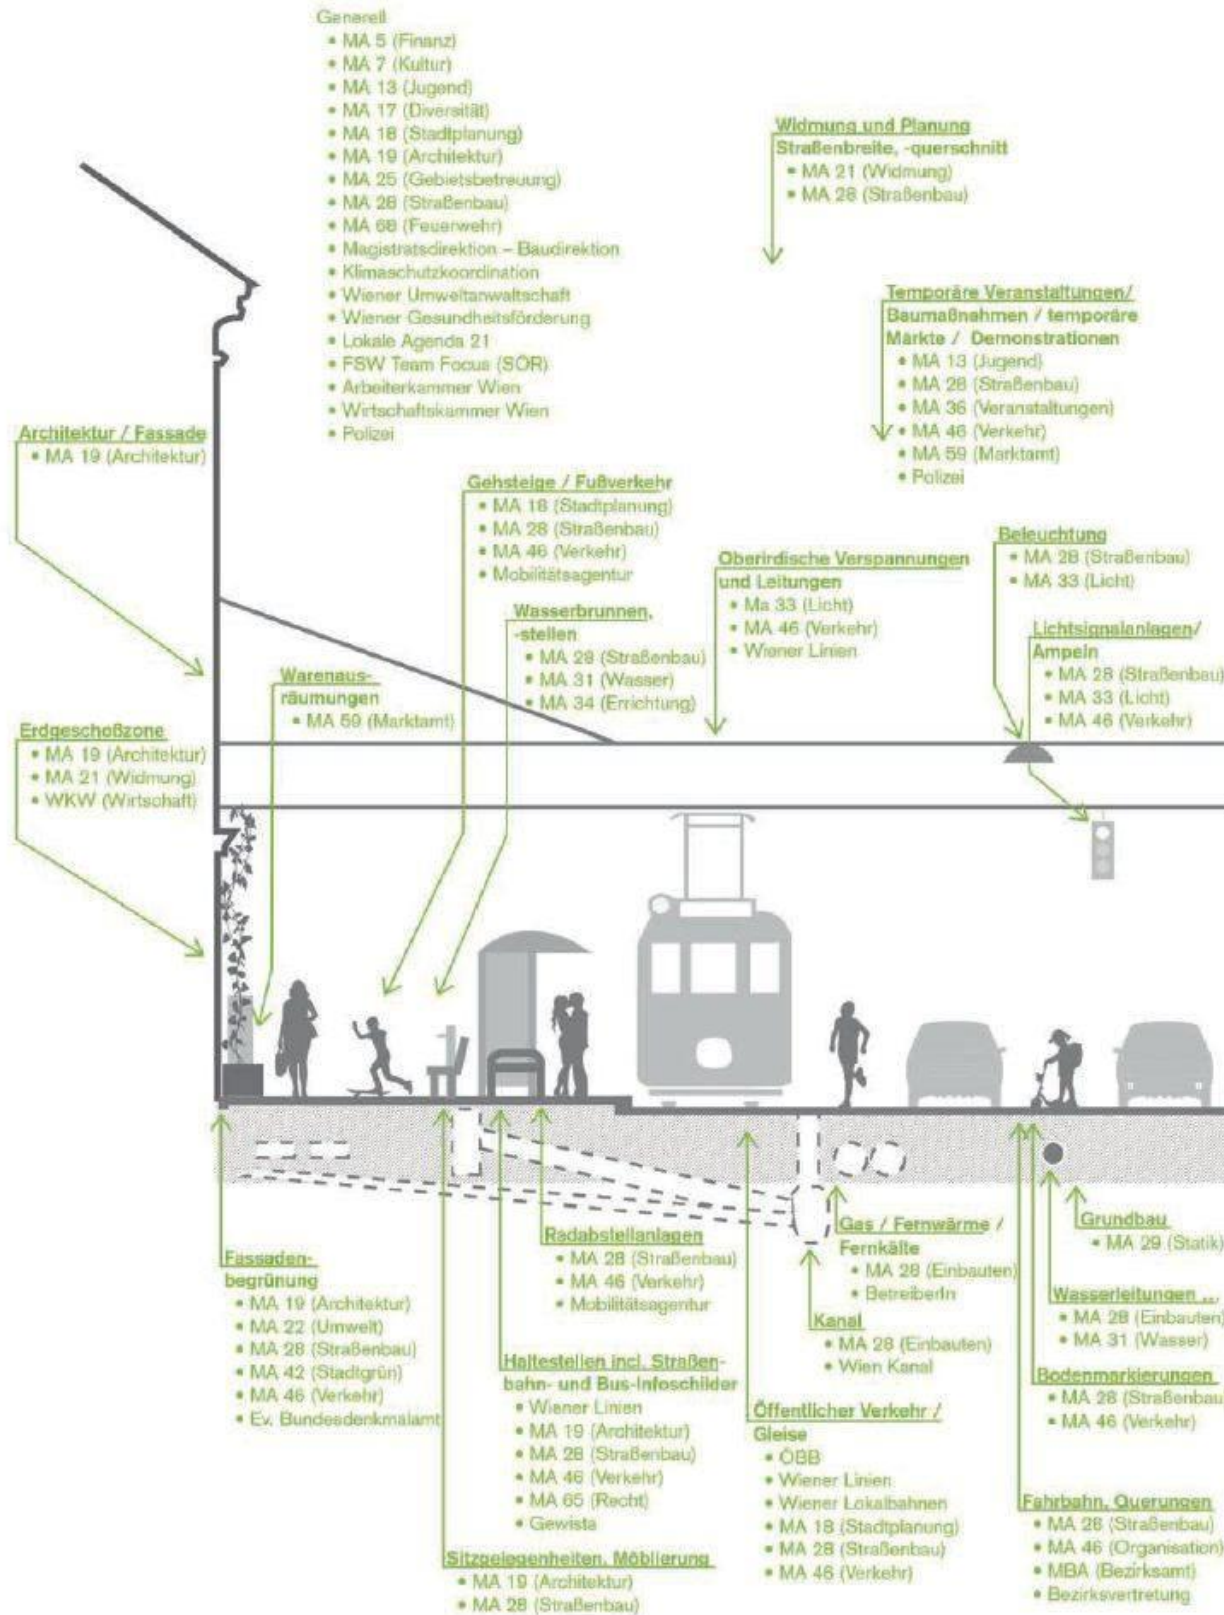 Generell
• MA 5 (Finanz)
• MA 7 (Kultur)
• MA 13 (Jugend)
• MA 17 (Diversität)
• MA 18 (Stadtplanung)
• MA 19 (Architektur)
• MA 25 (Gebietsbetreuung)
• MA 28 (Straßenbau)
• MA 68 (Feuerwehr)
• Magistratsdirektion – Baudirektion
• Klimaschutzkoordination
• Wiener Umweltanwaltschaft
• Wiener Gesundheitsförderung
• Lokale Agenda 21
• FSW Team Focus (SÖR)
• Arbeiterkammer Wien
• Wirtschaftskammer Wien
• Polizei
Widmung und Planung
Straßenbreite, -querschnitt
• MA 21 (Widmung)
• MA 28 (Straßenbau)
Temporäre Veranstaltungen/
Baumaßnahmen / temporäre
Märkte / Demonstrationen
• MA 13 (Jugend)
• MA 28 (Straßenbau)
• MA 36 (Veranstaltungen)
• MA 46 (Verkehr)
• MA 59 (Marktamt)
• Polizei
Architektur / Fassade
• MA 19 (Architektur)
Gehsteige / Fußverkehr
• MA 18 (Stadtplanung)
• MA 28 (Straßenbau)
• MA 46 (Verkehr)
• Mobilitätsagentur
Oberirdische Verspannungen
und Leitungen
• Ma 33 (Licht)
• MA 46 (Verkehr)
• Wiener Linien
Beleuchtung
• MA 28 (Straßenbau)
• MA 33 (Licht)
Wasserbrunnen,
-stellen
• MA 28 (Straßenbau)
• MA 31 (Wasser)
• MA 34 (Errichtung)
Lichtsignalanlagen/
Ampeln
• MA 28 (Straßenbau)
• MA 33 (Licht)
• MA 46 (Verkehr)
Warenaus-
räumungen
• MA 59 (Marktamt)
Erdgeschoßzone
• MA 19 (Architektur)
• MA 21 (Widmung)
• WKW (Wirtschaft)
Fassaden-
begrünung
• MA 19 (Architektur)
• MA 22 (Umwelt)
• MA 28 (Straßenbau)
• MA 42 (Stadtgrün)
• MA 46 (Verkehr)
• Ev. Bundesdenkmalamt
Radabstellanlagen
• MA 28 (Straßenbau)
• MA 46 (Verkehr)
• Mobilitätsagentur
Haltestellen incl. Straßen-
bahn- und Bus-Infoschilder
• Wiener Linien
• MA 19 (Architektur)
• MA 28 (Straßenbau)
• MA 46 (Verkehr)
• MA 65 (Recht)
• Gewista
Sitzgelegenheiten, Möblierung
• MA 19 (Architektur)
• MA 28 (Straßenbau)
Gas / Fernwärme /
Fernkälte
• MA 28 (Einbauten)
• BetreiberIn
Kanal
• MA 28 (Einbauten)
• Wien Kanal
Öffentlicher Verkehr /
Gleise
• ÖBB
• Wiener Linien
• Wiener Lokalbahnen
• MA 18 (Stadtplanung)
• MA 28 (Straßenbau)
• MA 46 (Verkehr)
Grundbau
• MA 29 (Statik)
Wasserleitungen ...
• MA 28 (Einbauten)
• MA 31 (Wasser)
Bodenmarkierungen
• MA 28 (Straßenbau
• MA 46 (Verkehr)
Fahrbahn, Querungen
• MA 28 (Straßenbau)
• MA 46 (Organisation)
• MBA (Bezirksamt)
• Bezirksvertretung